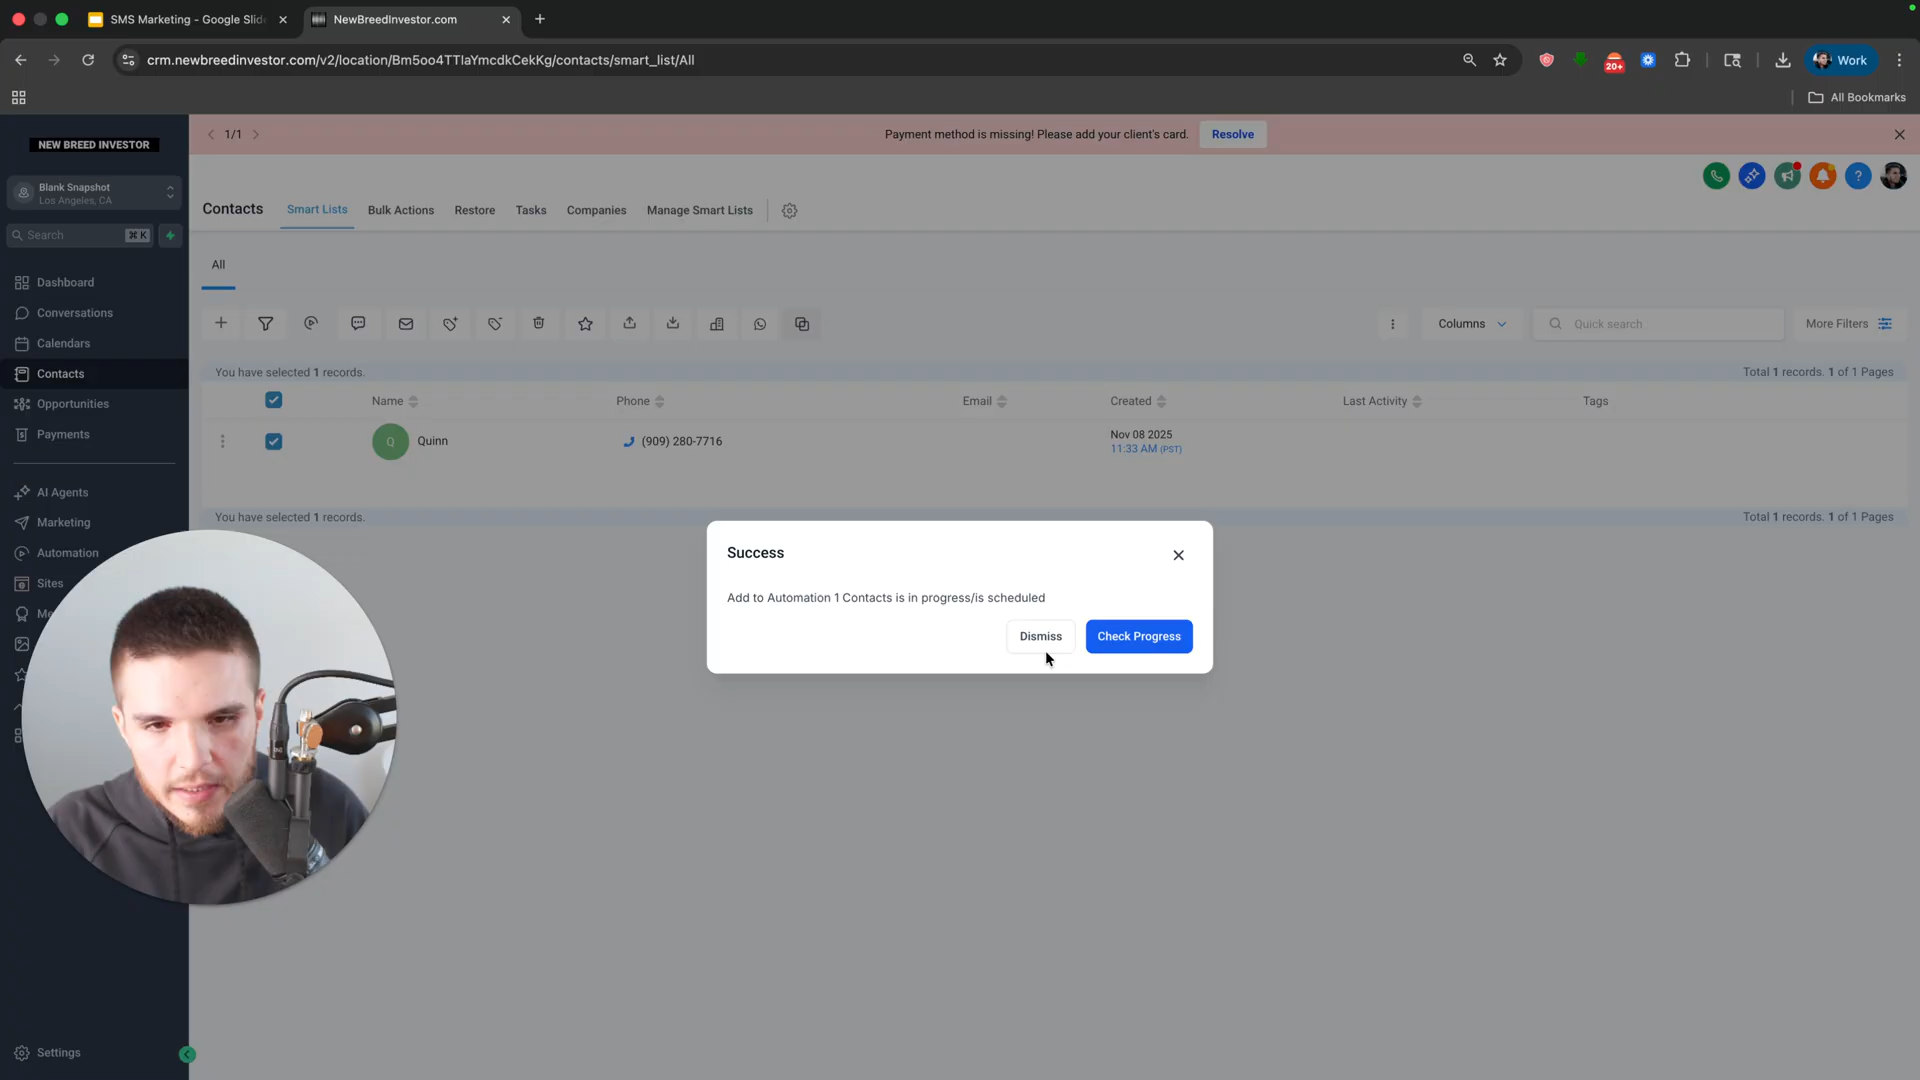 SMS Marketing - Google Slid
NewBreedInvestor.com
crm.newbreedinvestor.com/v2/location/Bm5oo4TTIaYmcdkCekKg/contacts/smart_list/All
20+
Work
All Bookmarks
NEW BREED INVESTOR
1/1
Payment method is missing! Please add your client's card.
Resolve
Blank Snapshot
Los Angeles, CA
Search
⌘ K
Contacts
Smart Lists
Bulk Actions
Restore
Tasks
Companies
Manage Smart Lists
All
Dashboard
Conversations
Calendars
Contacts
Opportunities
Payments
AI Agents
Marketing
Automation
Sites
Me
Settings
Columns
Quick search
More Filters
You have selected 1 records.
Total 1 records. 1 of 1 Pages
Name
Phone
Email
Created
Last Activity
Tags
Q
Quinn
(909) 280-7716
Nov 08 2025
11:33 AM (PST)
You have selected 1 records.
Total 1 records. 1 of 1 Pages
Success
Add to Automation 1 Contacts is in progress/is scheduled
Dismiss
Check Progress